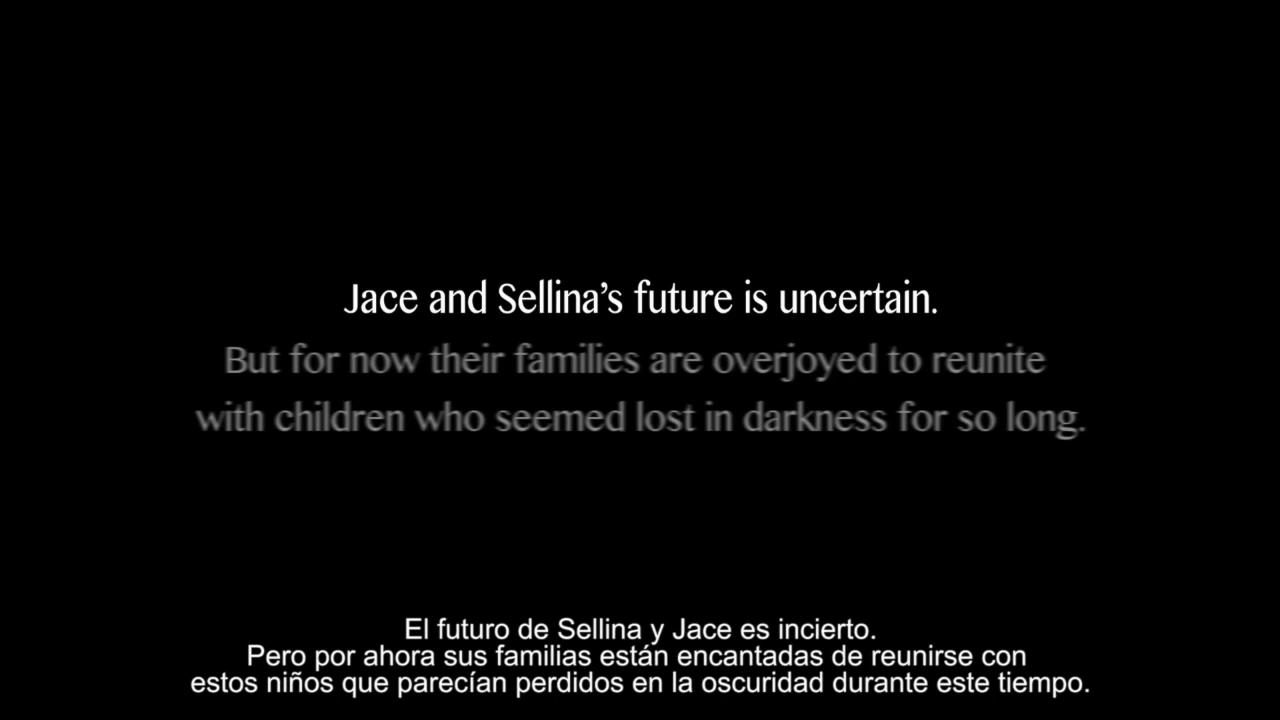 Jace and Sellina’s future is uncertain.
But for now their families are overjoyed to reunite
with children who seemed lost in darkness for so long.
El futuro de Sellina y Jace es incierto.
Pero por ahora sus familias están encantadas de reunirse con
estos niños que parecían perdidos en la oscuridad durante este tiempo.